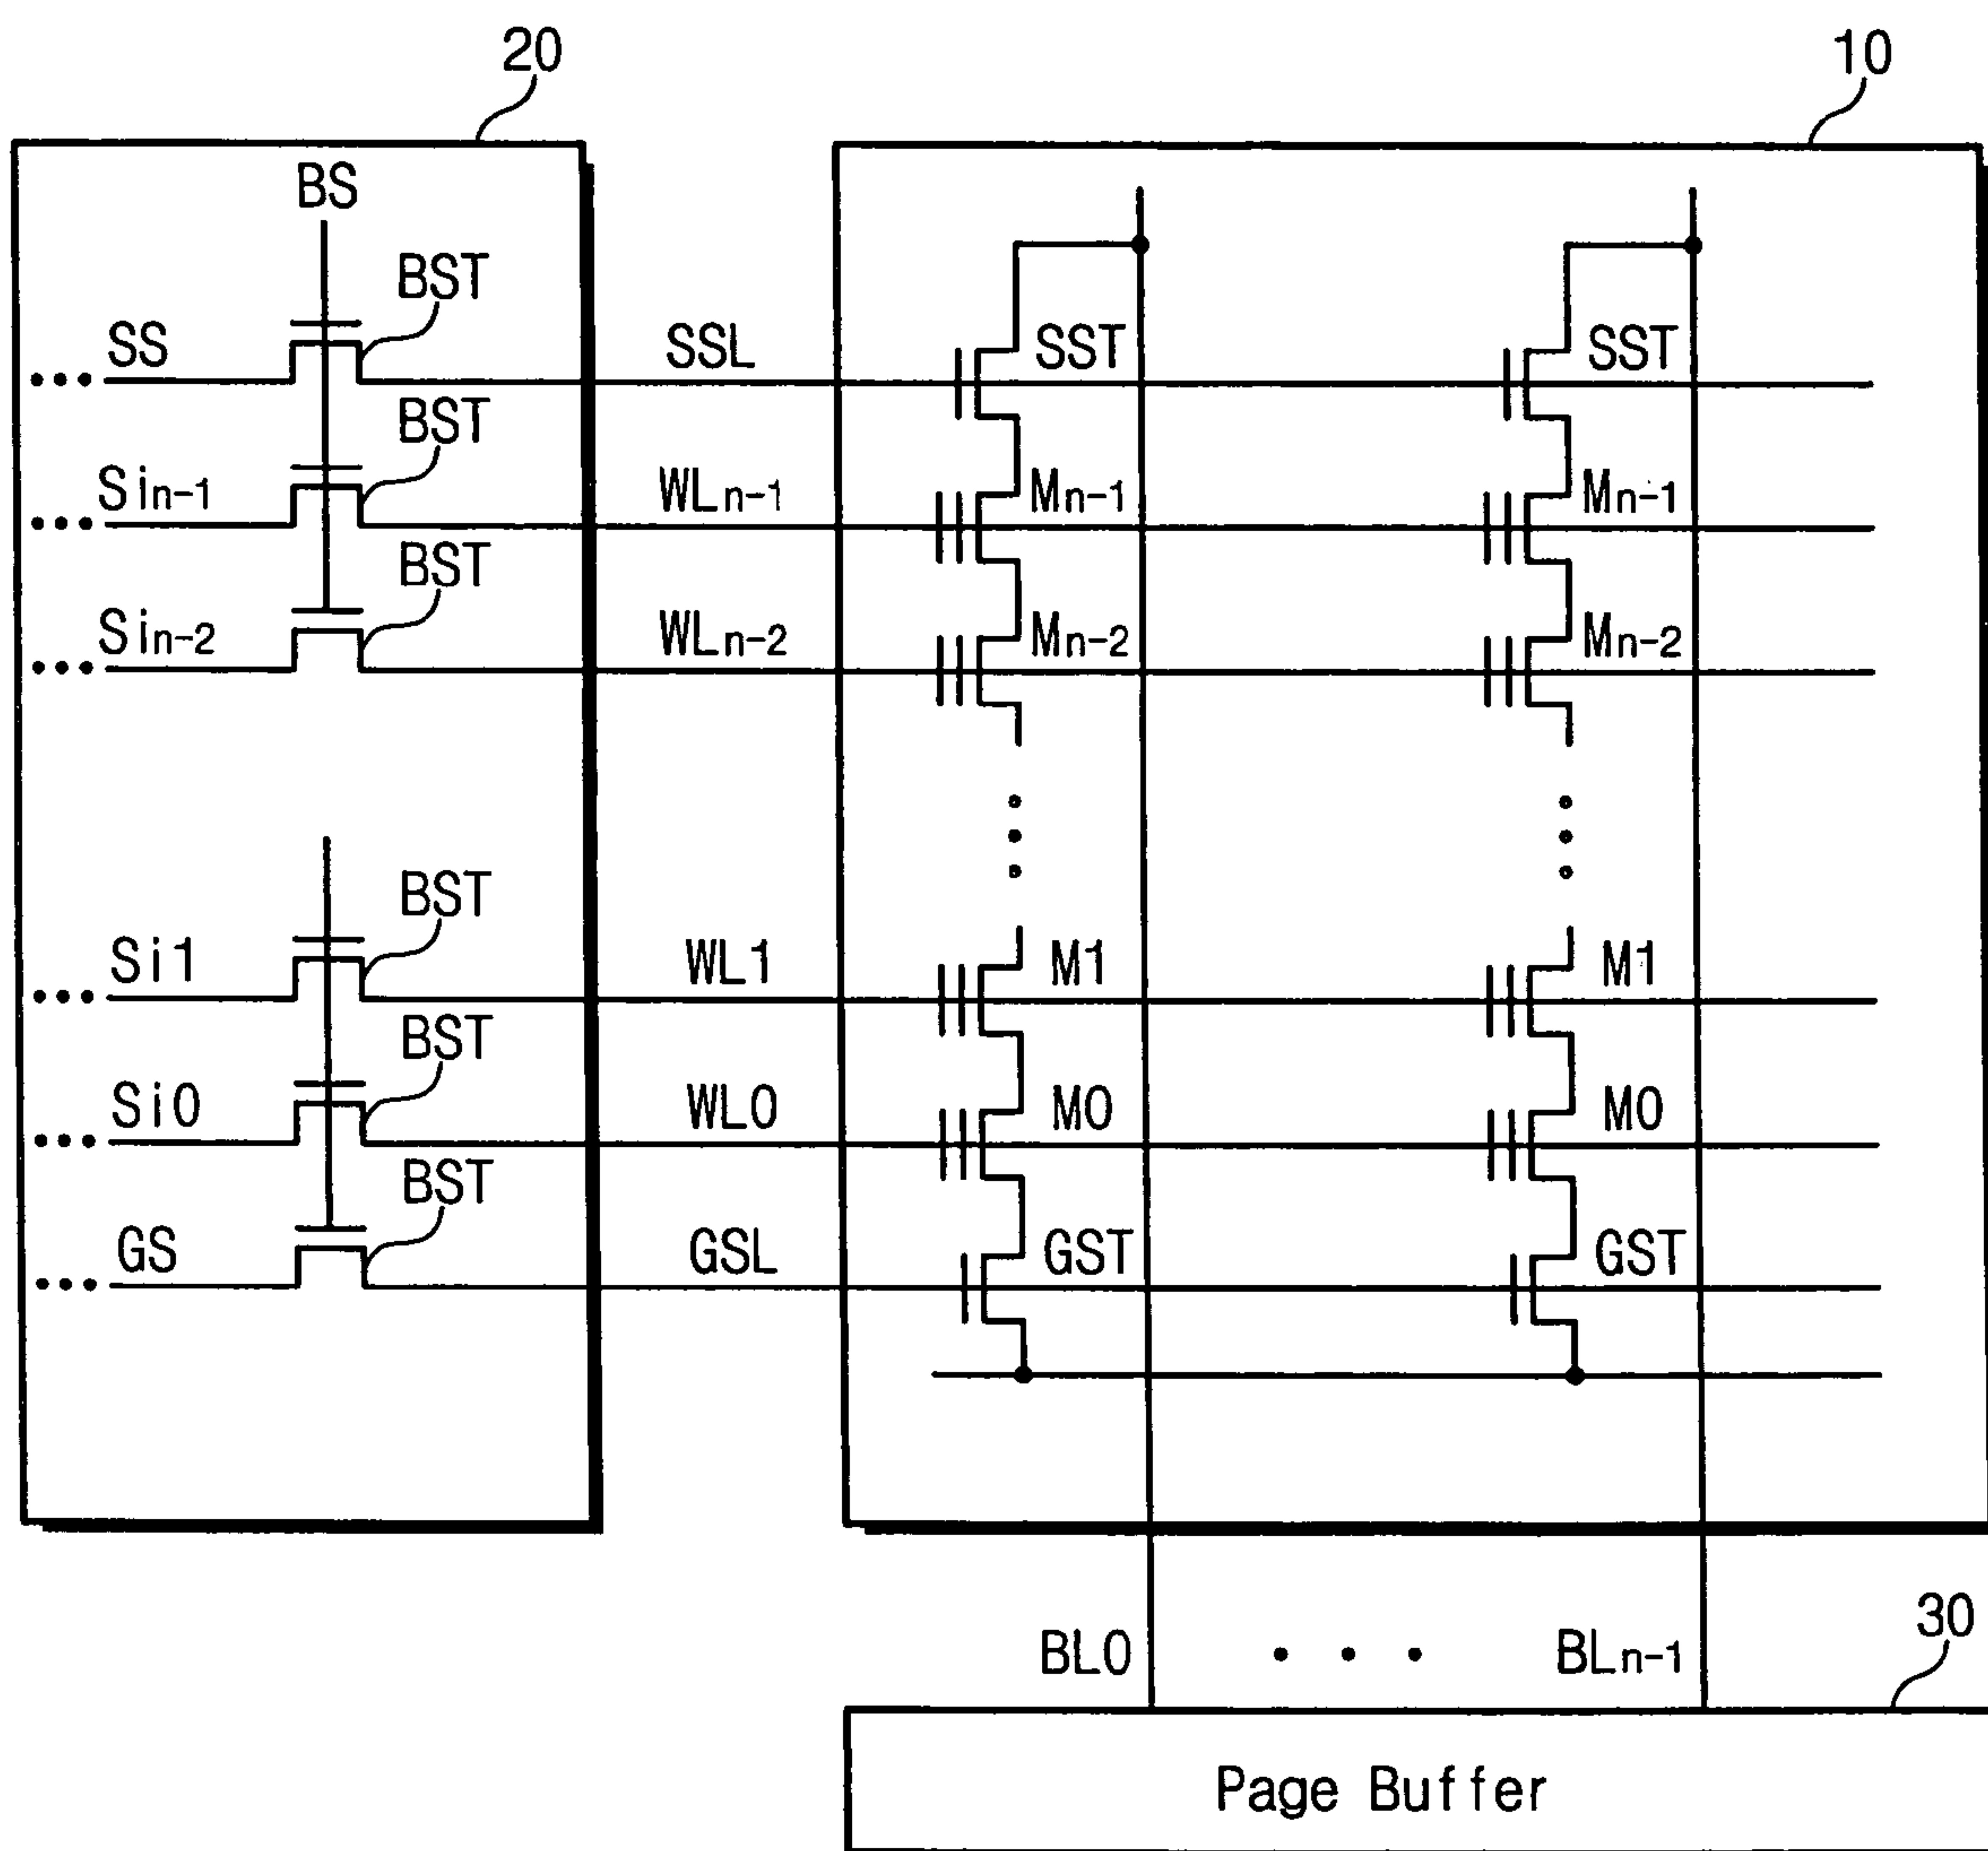 20
10
BS
BST
SS
SSL
SST
SST
BST
Sin-1
WLn-1
Mn-1
Mn-1
BST
Sin-2
WLn-2
Mn-2
Mn-2
BST
Si1
WL1
M1
M1
BST
Si0
WL0
M0
M0
BST
GS
GSL
GST
GST
BL0
BLn-1
30
Page Buffer